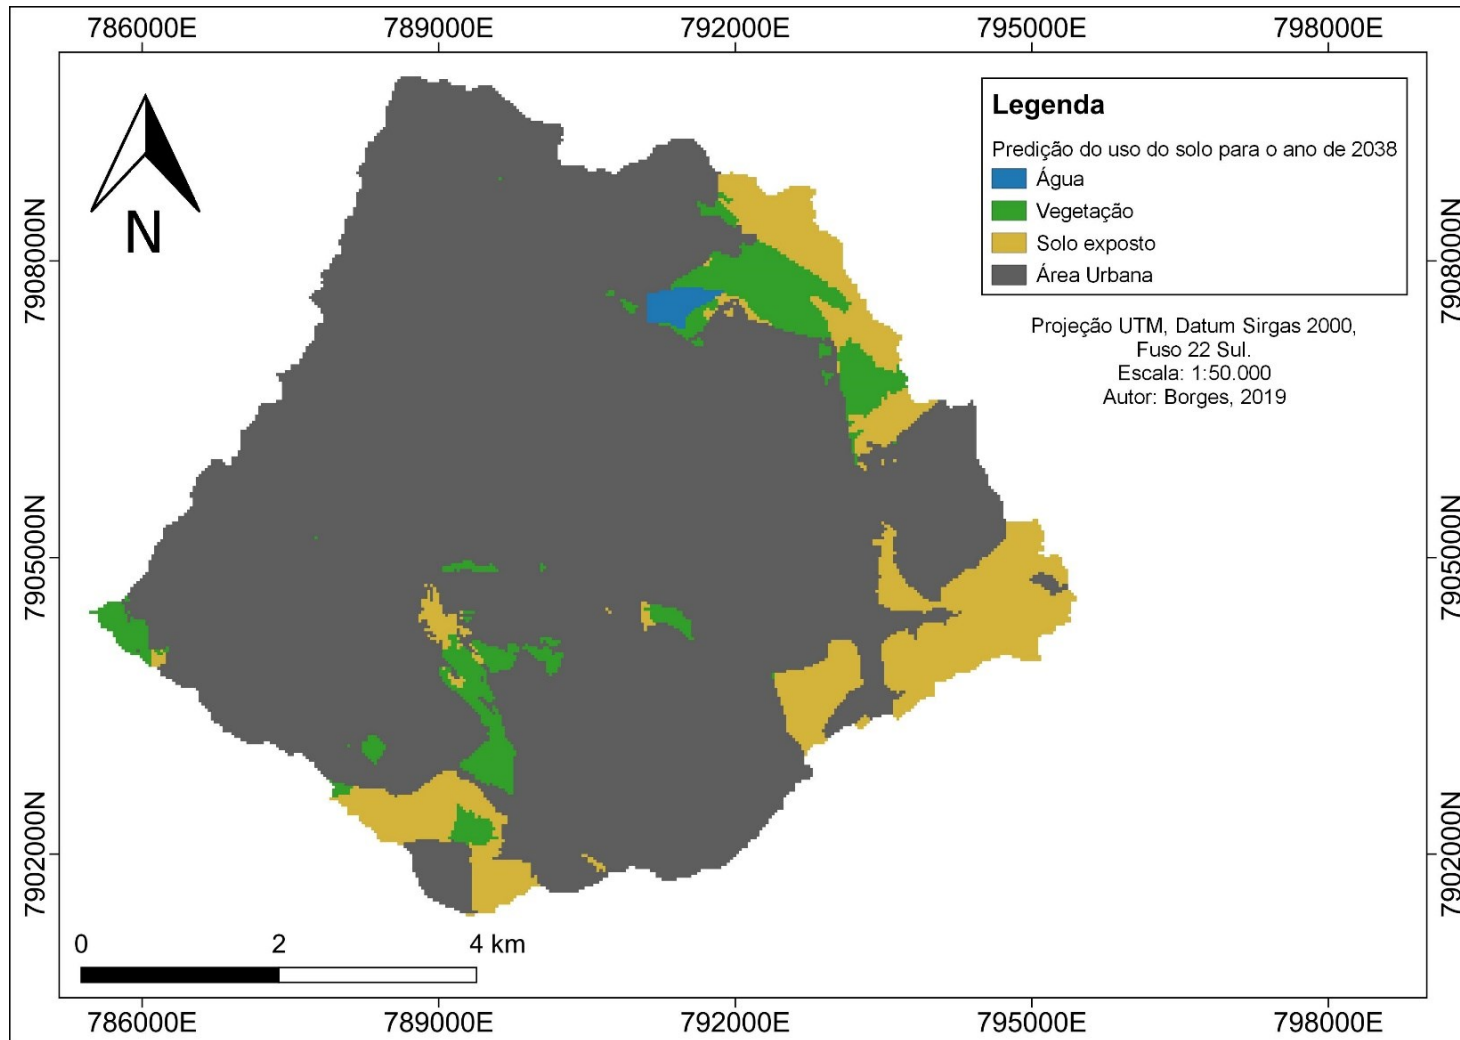 786000E 789000E 792000E 795000E 798000E
Legenda
Predição do uso do solo para o ano de 2038
Água
Vegetação
Solo exposto
Área Urbana
N
7908000N 7908000N
Projeção UTM, Datum Sirgas 2000,
Fuso 22 Sul.
Escala: 1:50.000
Autor: Borges, 2019
7905000N 7905000N
7902000N 7902000N
0 2 4 km
786000E 789000E 792000E 795000E 798000E